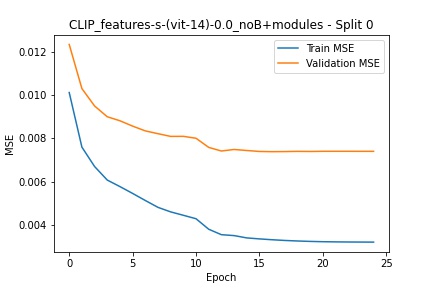 CLIP_features-s-(vit-14)-0.0_noB+modules - Split 0
Train MSE
Validation MSE
0.012
0.010
0.008
0.006
0.004
MSE
0 5 10 15 20 25
Epoch